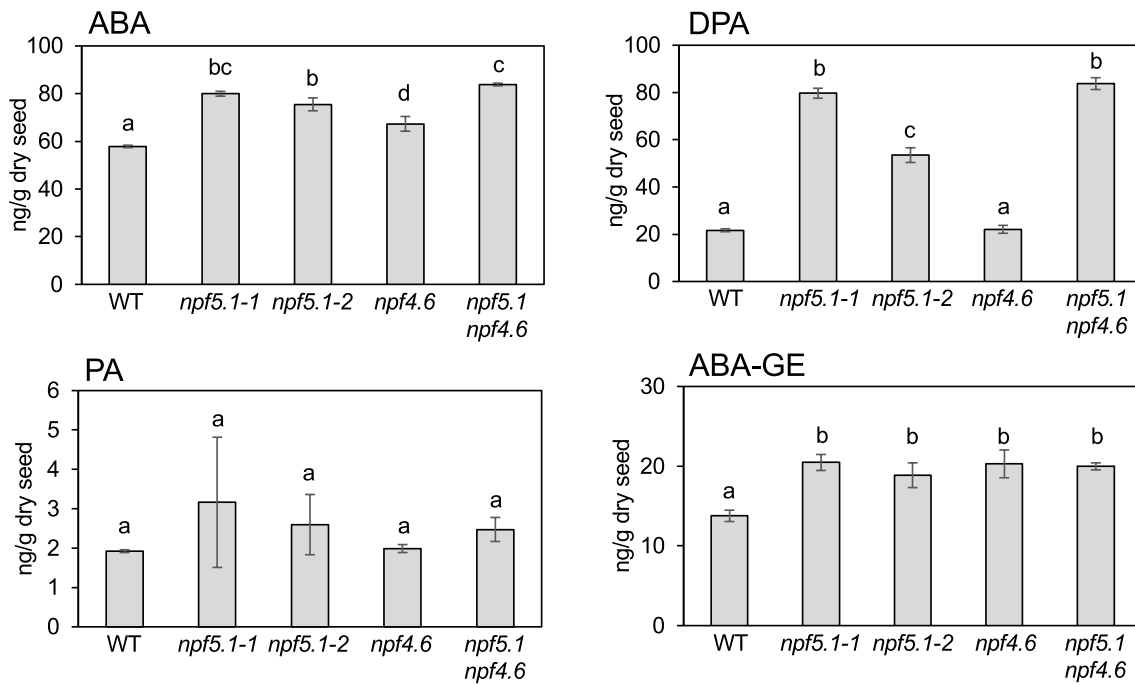 ABA
ng/g dry seed
100
80
60
40
20
0
a
bc
b
d
c
WT
npf5.1-1
npf5.1-2
npf4.6
npf5.1
npf4.6
DPA
ng/g dry seed
100
80
60
40
20
0
a
b
c
a
b
WT
npf5.1-1
npf5.1-2
npf4.6
npf5.1
npf4.6
PA
ng/g dry seed
6
5
4
3
2
1
0
a
a
a
a
a
WT
npf5.1-1
npf5.1-2
npf4.6
npf5.1
npf4.6
ABA-GE
ng/g dry seed
30
20
10
0
a
b
b
b
b
WT
npf5.1-1
npf5.1-2
npf4.6
npf5.1
npf4.6